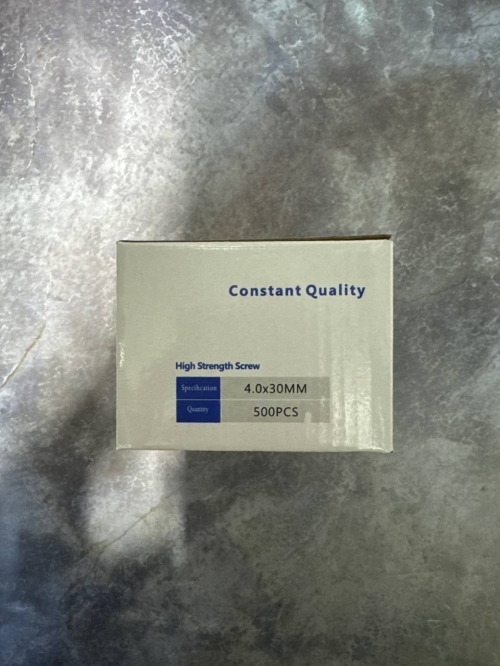 Constant Quality
High Strength Screw
Specification 4.0x30MM
Quantity 500PCS